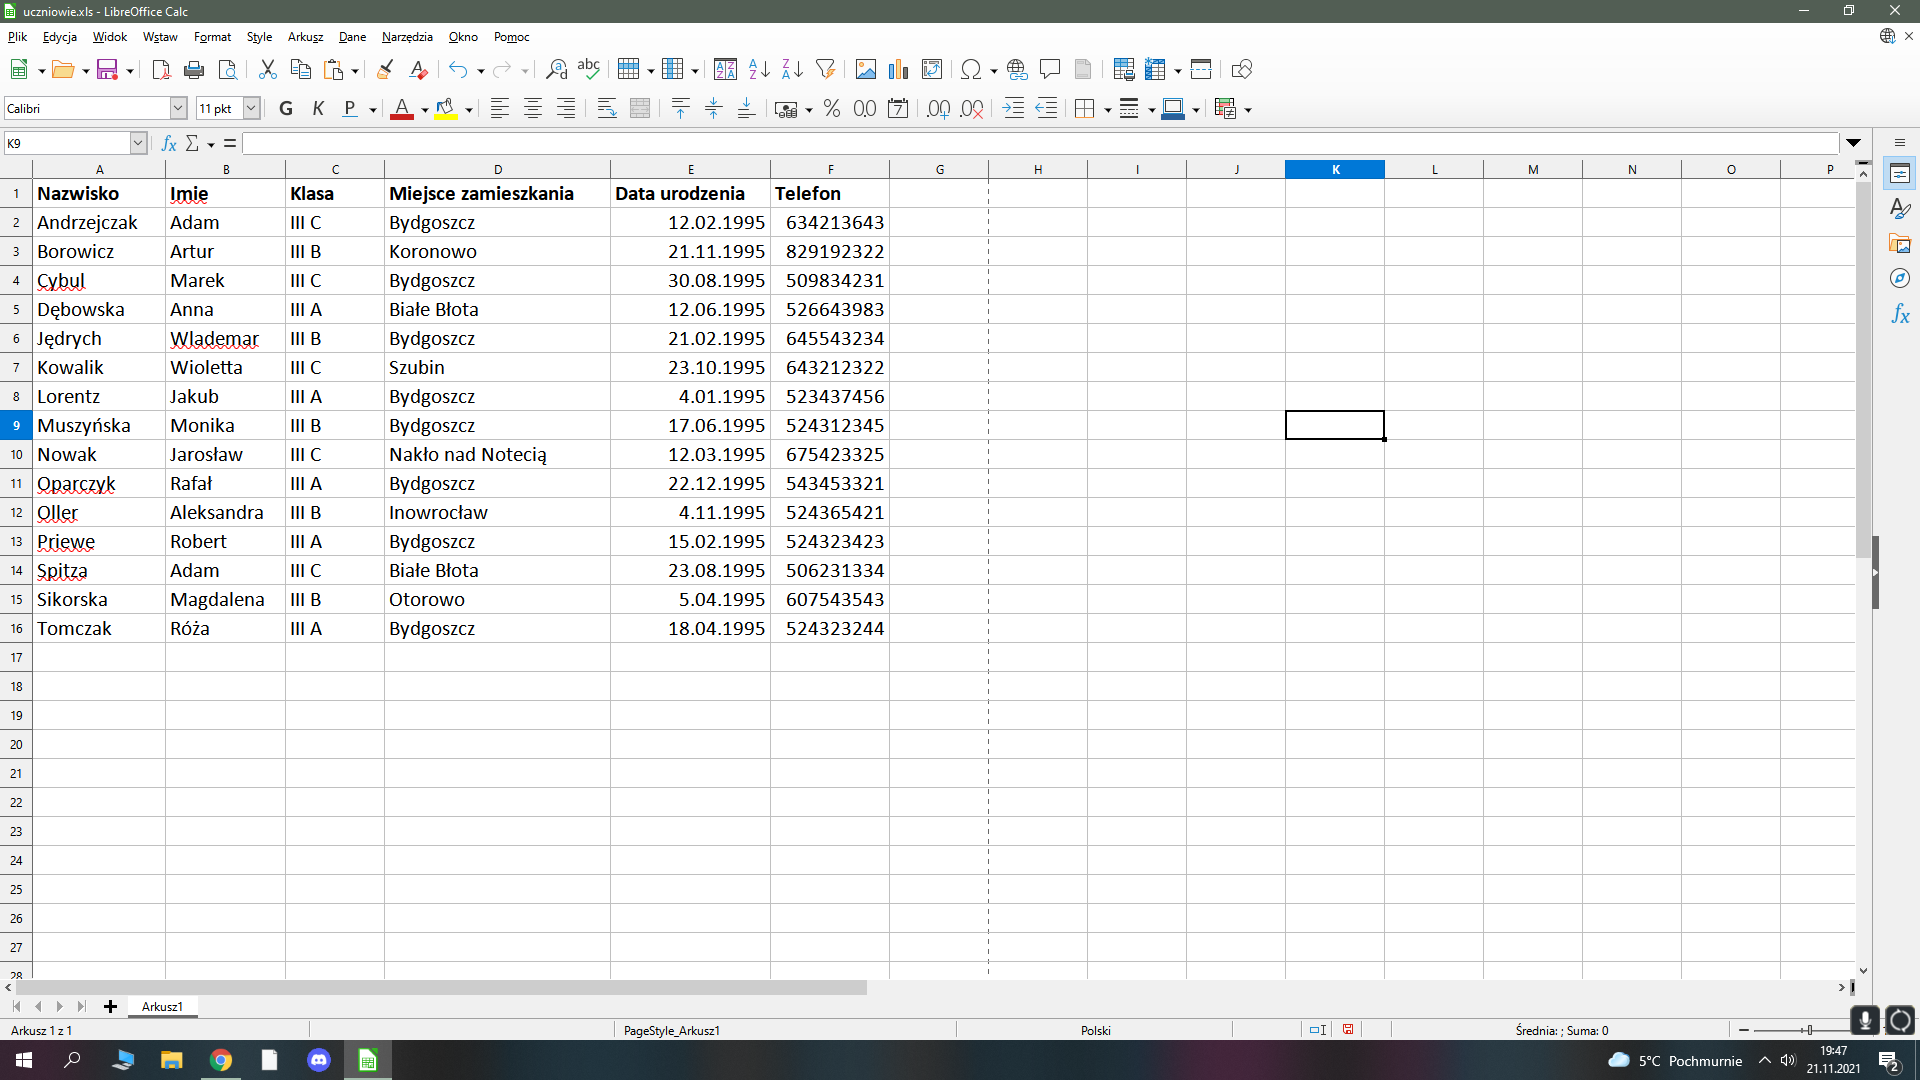 uczniowie.xls - LibreOffice Calc
Plik Edycja Widok Wstaw Format Style Arkusz Dane Narzędzia Okno Pomoc
Calibri 11 pkt G K P A % 0.0 7 .00 0.00
K9 fx Σ =
A B C D E F G H I J K L M N O P
1 Nazwisko Imię Klasa Miejsce zamieszkania Data urodzenia Telefon
2 Andrzejczak Adam III C Bydgoszcz 12.02.1995 634213643
3 Borowicz Artur III B Koronowo 21.11.1995 829192322
4 Cybul Marek III C Bydgoszcz 30.08.1995 509834231
5 Dębowska Anna III A Białe Błota 12.06.1995 526643983
6 Jędrych Wlademar III B Bydgoszcz 21.02.1995 645543234
7 Kowalik Wioletta III C Szubin 23.10.1995 643212322
8 Lorentz Jakub III A Bydgoszcz 4.01.1995 523437456
9 Muszyńska Monika III B Bydgoszcz 17.06.1995 524312345
10 Nowak Jarosław III C Nakło nad Notecią 12.03.1995 675423325
11 Oparczyk Rafał III A Bydgoszcz 22.12.1995 543453321
12 Oller Aleksandra III B Inowrocław 4.11.1995 524365421
13 Priewe Robert III A Bydgoszcz 15.02.1995 524323423
14 Spitza Adam III C Białe Błota 23.08.1995 506231334
15 Sikorska Magdalena III B Otorowo 5.04.1995 607543543
16 Tomczak Róża III A Bydgoszcz 18.04.1995 524323244
17
18
19
20
21
22
23
24
25
26
27
28
Arkusz1
Arkusz 1 z 1 PageStyle_Arkusz1 Polski Średnia: ; Suma: 0
5°C Pochmurnie 19:47
21.11.2021 2